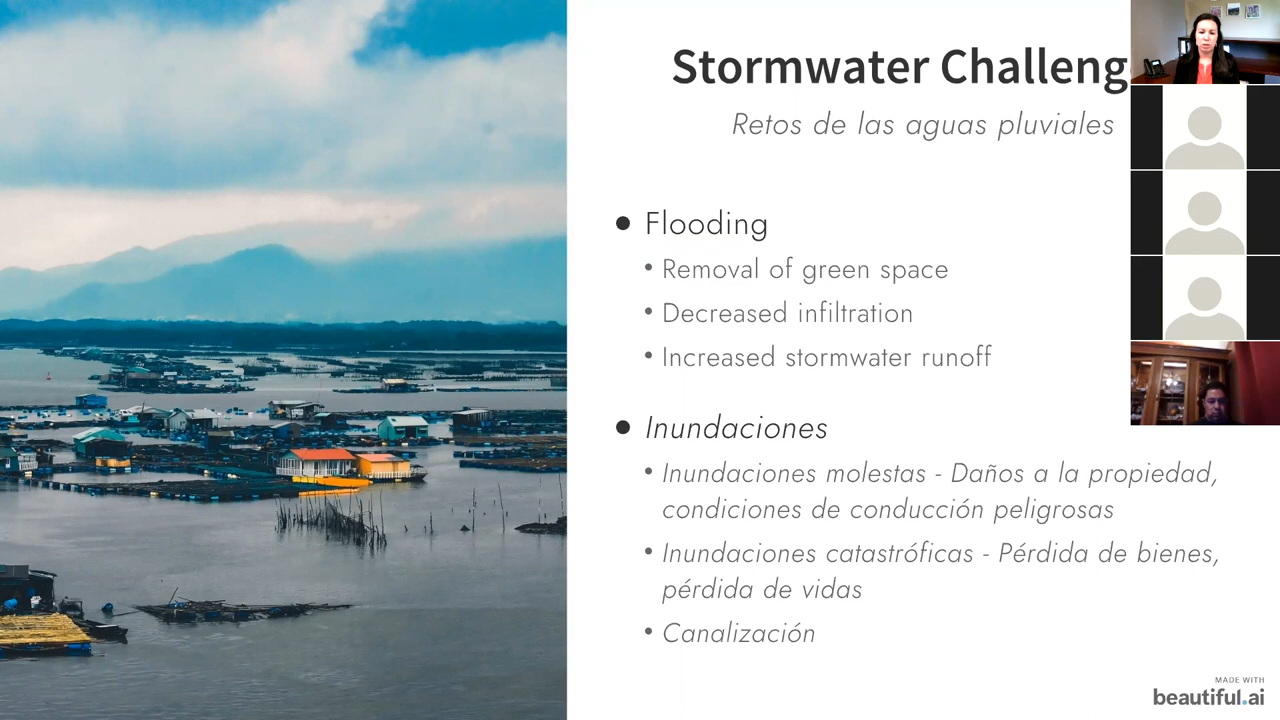 Stormwater Challeng
Retos de las aguas pluviales
• Flooding
• Removal of green space
• Decreased infiltration
• Increased stormwater runoff
• Inundaciones
• Inundaciones molestas - Daños a la propiedad,
condiciones de conducción peligrosas
• Inundaciones catastróficas - Pérdida de bienes,
pérdida de vidas
• Canalización
MADE WITH
beautiful.ai